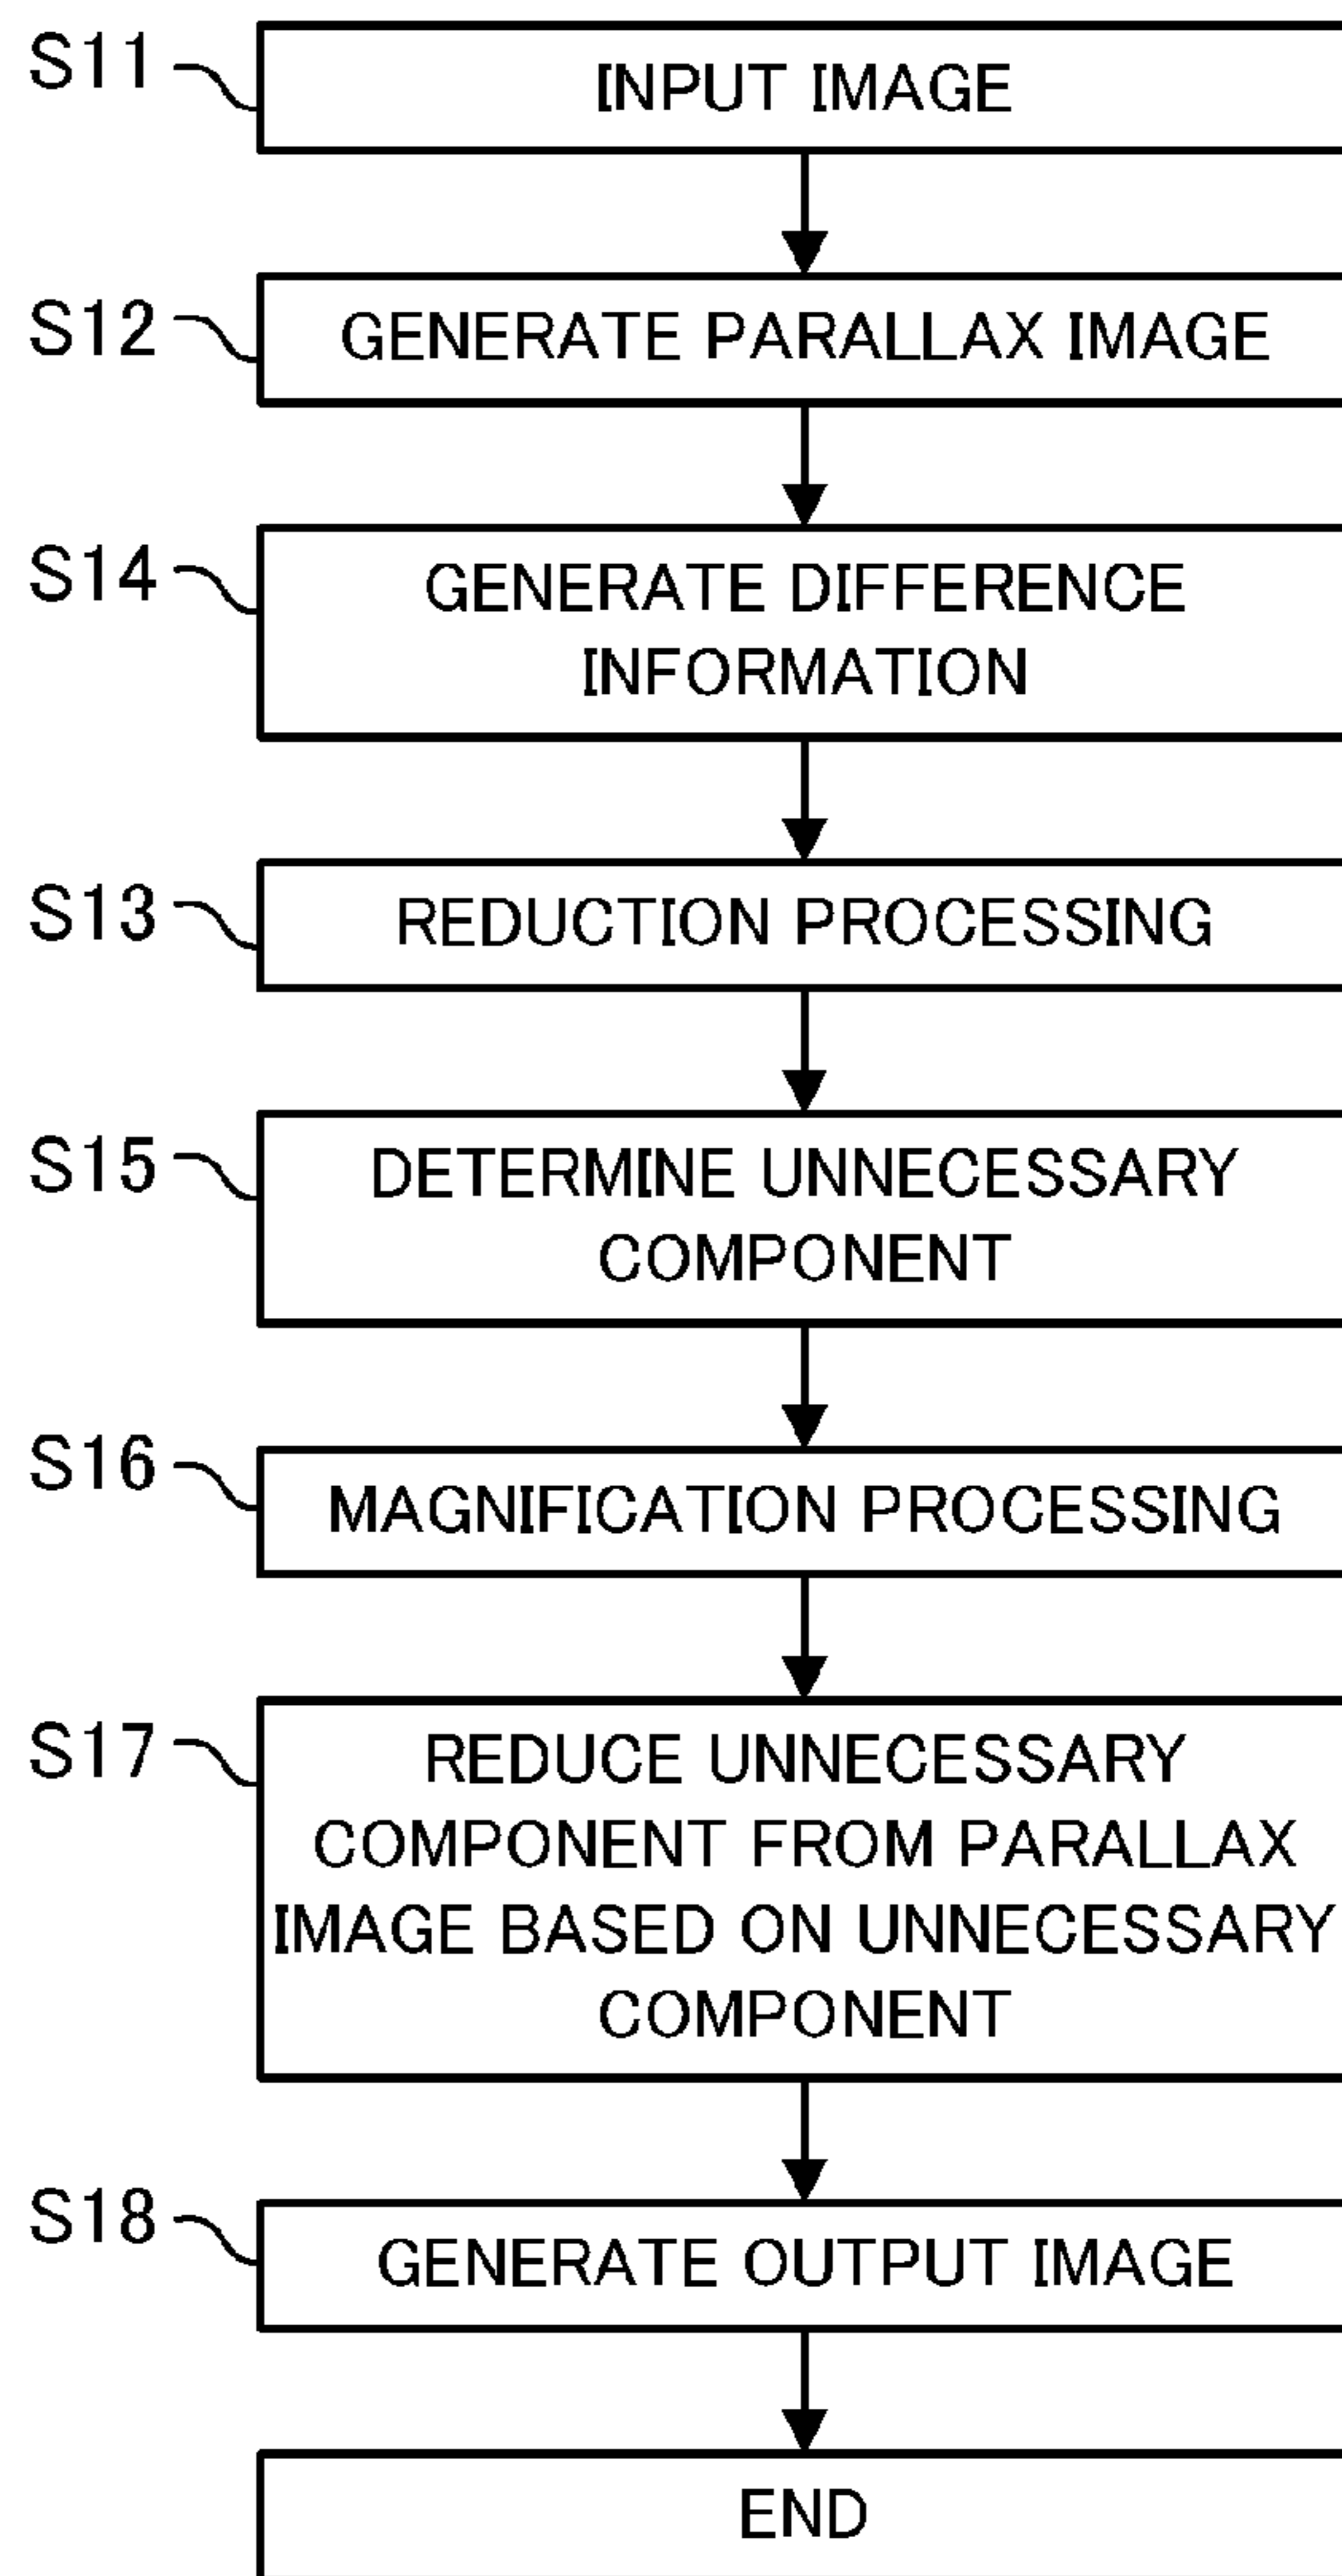 S11
INPUT IMAGE
S12
GENERATE PARALLAX IMAGE
S14
GENERATE DIFFERENCE
INFORMATION
S13
REDUCTION PROCESSING
S15
DETERMINE UNNECESSARY
COMPONENT
S16
MAGNIFICATION PROCESSING
S17
REDUCE UNNECESSARY
COMPONENT FROM PARALLAX
IMAGE BASED ON UNNECESSARY
COMPONENT
S18
GENERATE OUTPUT IMAGE
END